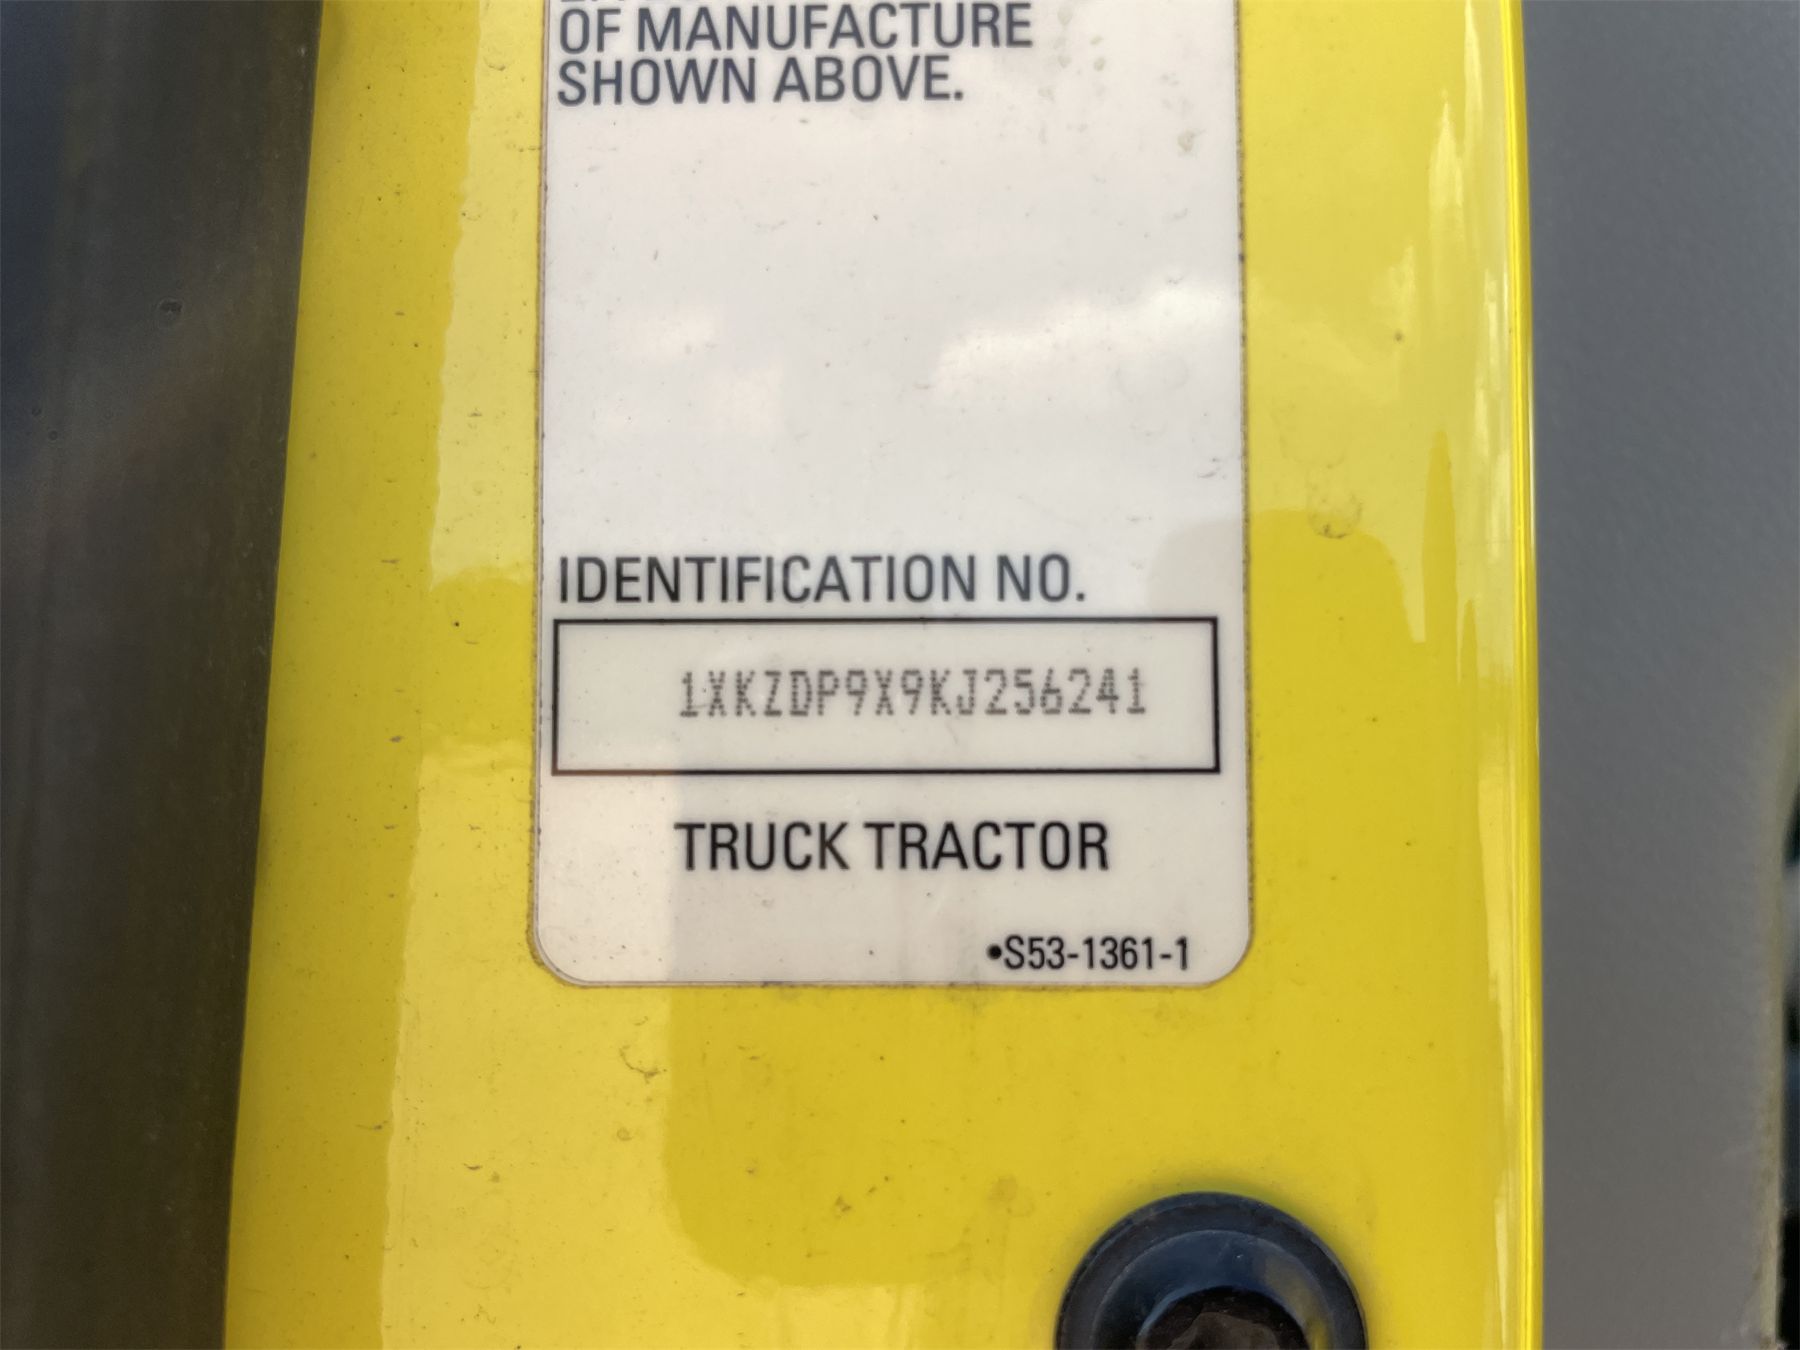 OF MANUFACTURE
SHOWN ABOVE.
IDENTIFICATION NO.
1XKZDP9X9KJ256241
TRUCK TRACTOR
•S53-1361-1